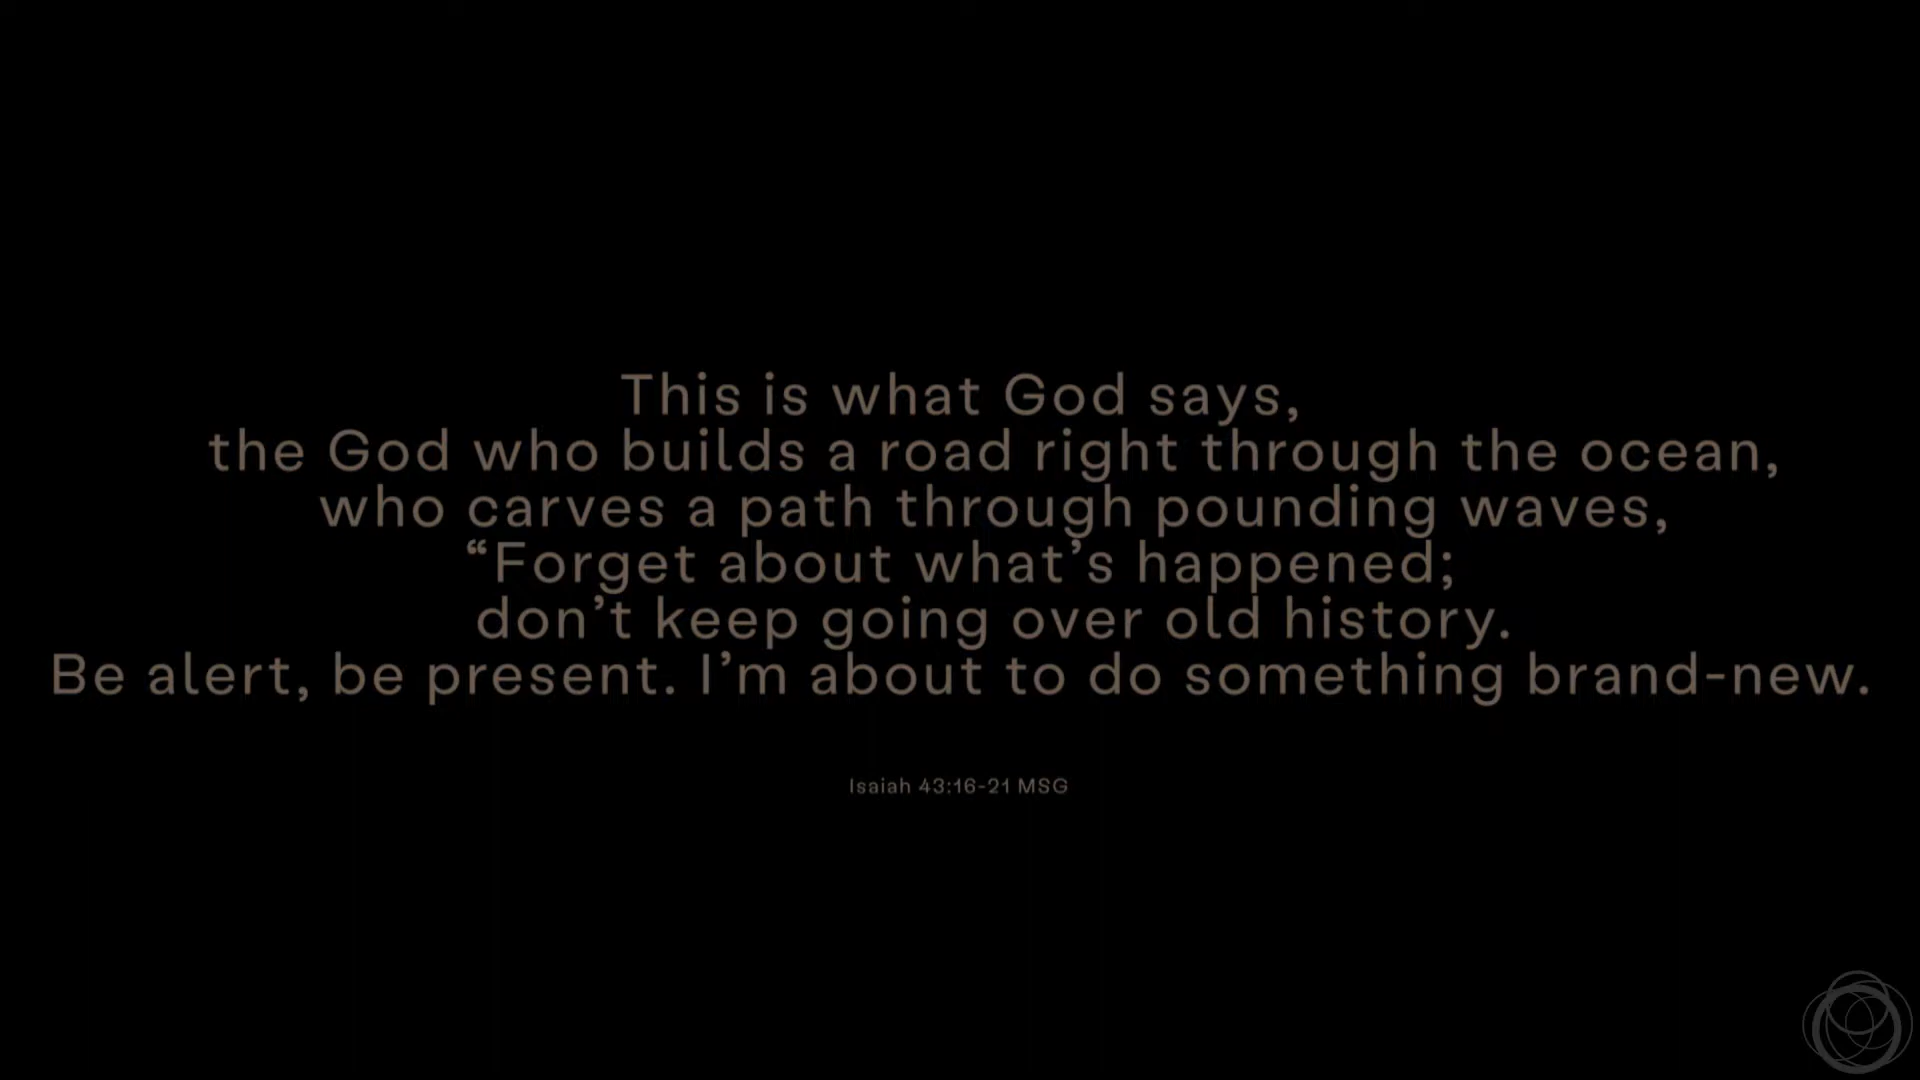 This is what God says,
the God who builds a road right through the ocean,
who carves a path through pounding waves,
“Forget about what’s happened;
don’t keep going over old history.
Be alert, be present. I’m about to do something brand-new.
Isaiah 43:16-21 MSG